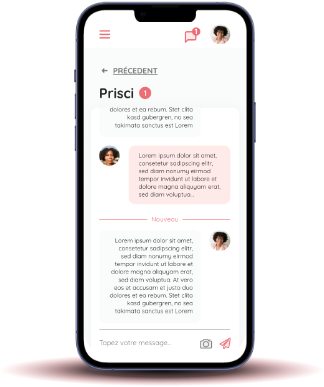 1
← PRÉCEDENT
Prisci 1
dolores et ea rebum. Stet clita
kasd gubergren, no sea
takimata sanctus est Lorem
Lorem ipsum dolor sit amet,
consetetur sadipscing elitr,
sed diam nonumy eirmod
tempor invidunt ut labore et
dolore magna aliquyam erat,
sed diam voluptua...
Nouveau
Lorem ipsum dolor sit amet,
consetetur sadipscing elitr,
sed diam nonumy eirmod
tempor invidunt ut labore et
dolore magna aliquyam erat,
sed diam voluptua. At vero
eos et accusam et justo duo
dolores et ea rebum. Stet clita
kasd gubergren, no sea
takimata sanctus est Lorem
Tapez votre message...